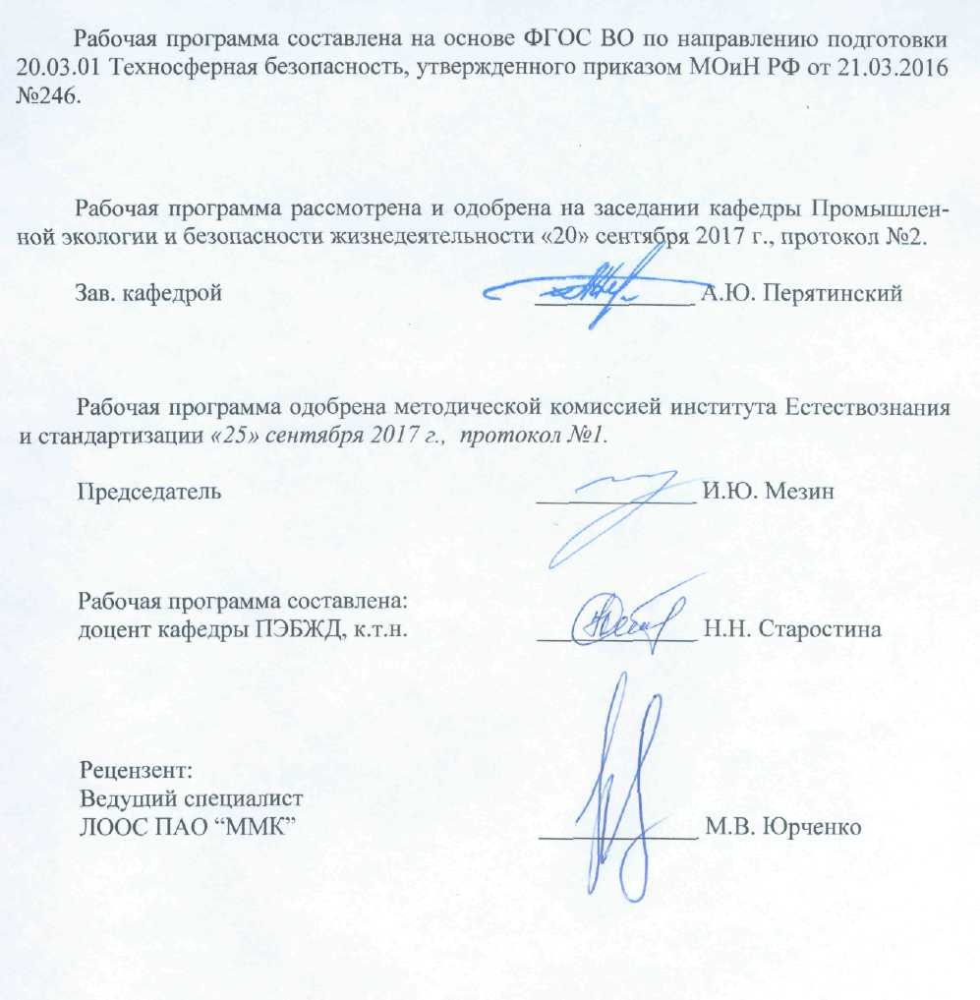 Рабочая программа составлена на основе ФГОС ВО по направлению подготовки
20.03.01 Техносферная безопасность, утвержденного приказом МОиН РФ от 21.03.2016
№246.
Рабочая программа рассмотрена и одобрена на заседании кафедры Промышлен-
ной экологии и безопасности жизнедеятельности «20» сентября 2017 г., протокол №2.
Зав. кафедрой А.Ю. Перятинский
Рабочая программа одобрена методической комиссией института Естествознания
и стандартизации «25» сентября 2017 г., протокол №1.
Председатель И.Ю. Мезин
Рабочая программа составлена:
доцент кафедры ПЭБЖД, к.т.н. Н.Н. Старостина
Рецензент:
Ведущий специалист
ЛООС ПАО “ММК” М.В. Юрченко